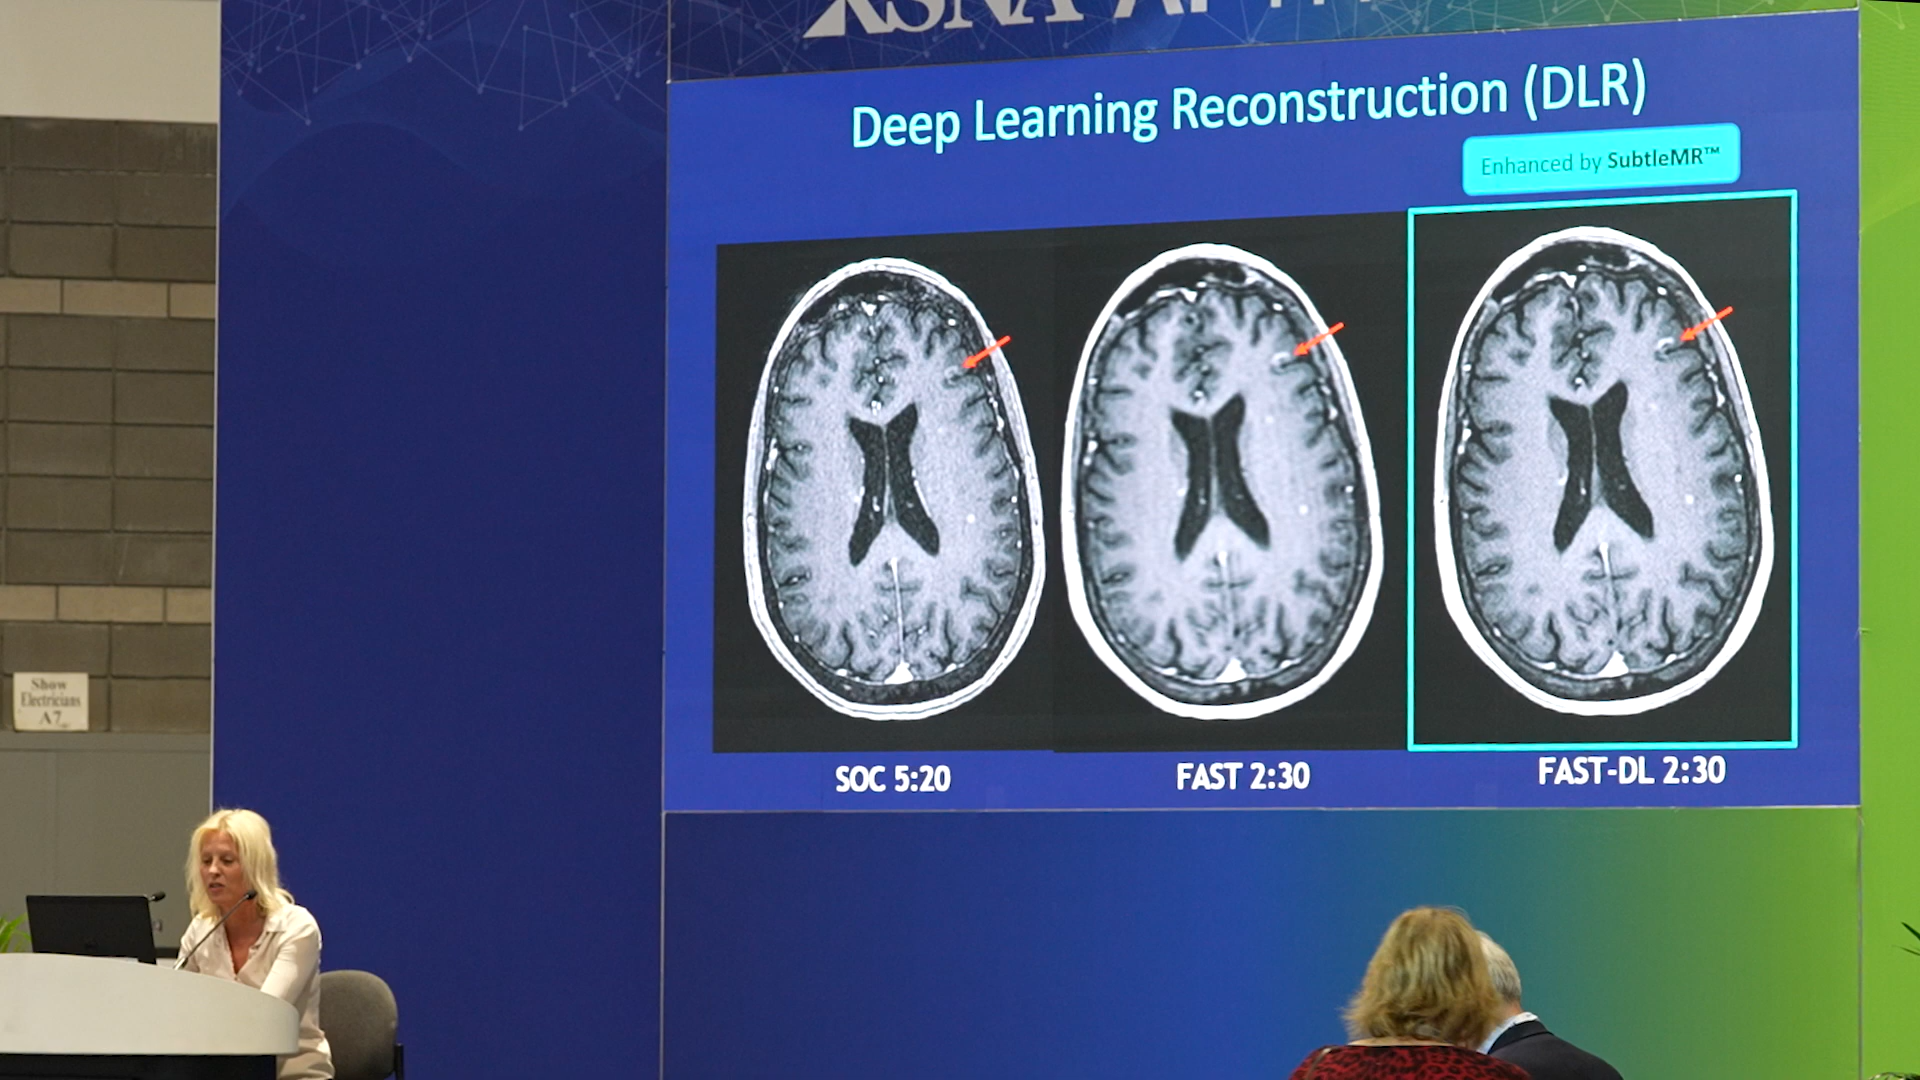 RSNA
Deep Learning Reconstruction (DLR)
Enhanced by SubtleMR™
SOC 5:20
FAST 2:30
FAST-DL 2:30
Show
Electricians
A7